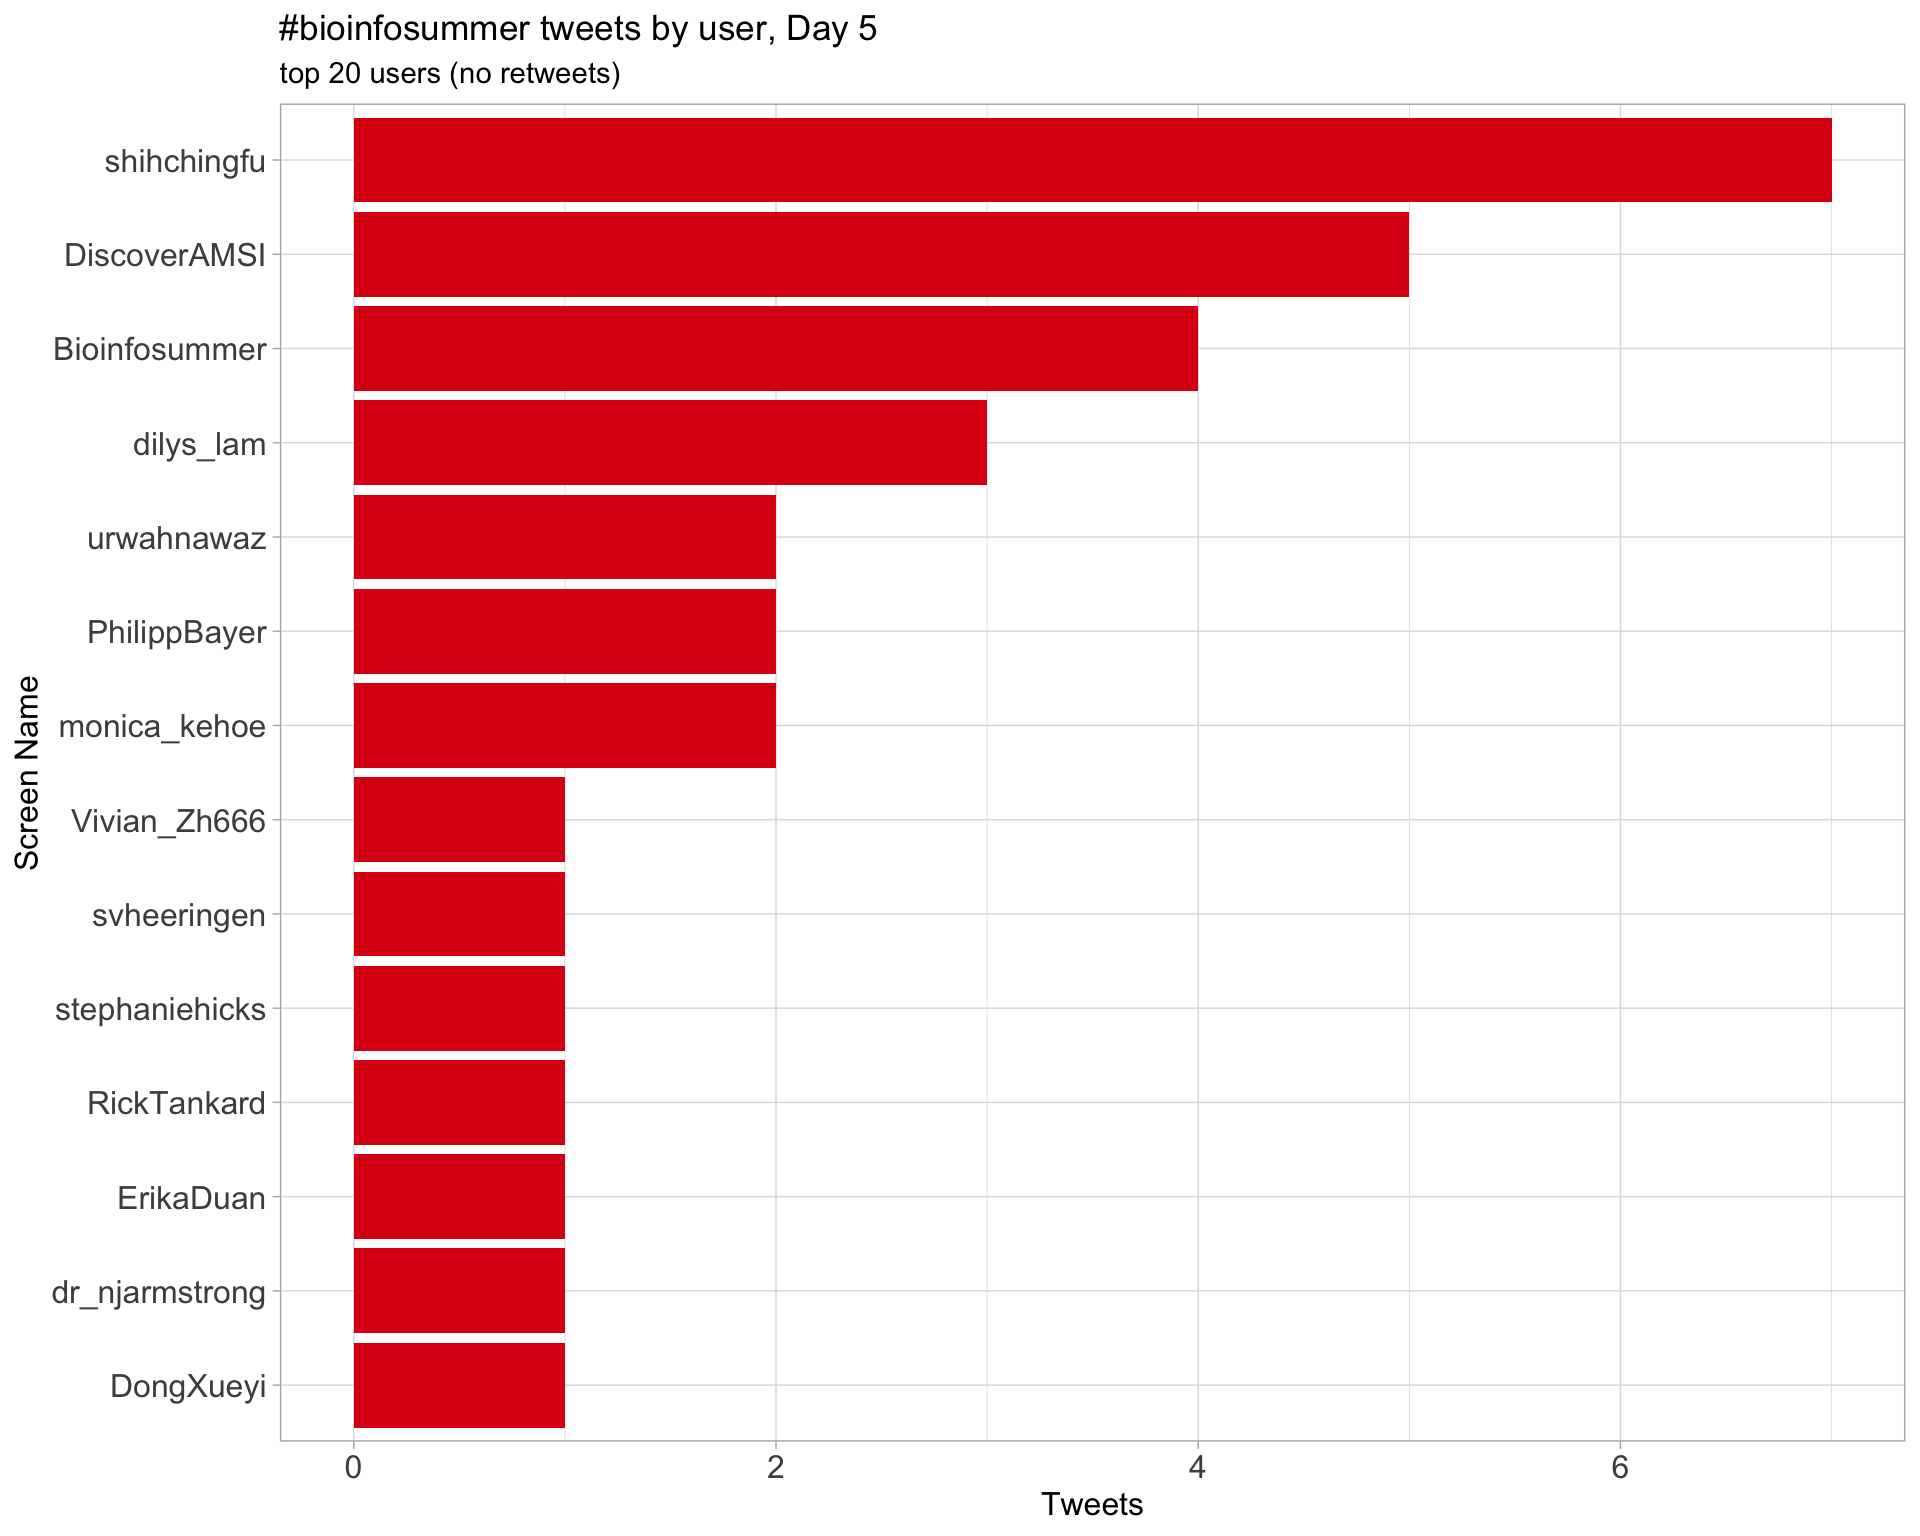 #bioinfosummer tweets by user, Day 5
top 20 users (no retweets)
Screen Name
shihchingfu
DiscoverAMSI
Bioinfosummer
dilys_lam
urwahnawaz
PhilippBayer
monica_kehoe
Vivian_Zh666
svheeringen
stephaniehicks
RickTankard
ErikaDuan
dr_njarmstrong
DongXueyi
0 2 4 6
Tweets